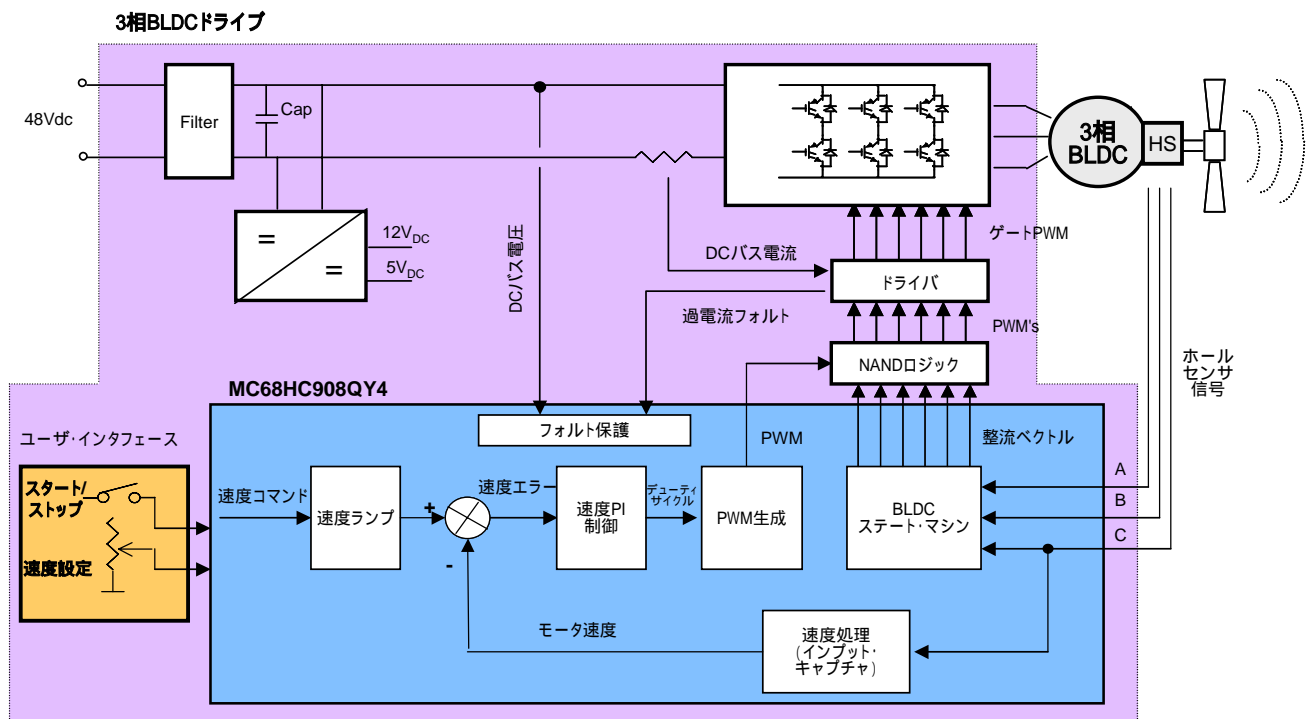 3相BLDCドライブ
48Vdc
Filter
Cap
=
=
12VDC
5VDC
DCバス電圧
DCバス電流
過電流フォルト
3相
BLDC
HS
ゲートPWM
ドライバ
PWM's
NANDロジック
ホール
センサ
信号
MC68HC908QY4
フォルト保護
PWM
整流ベクトル
ユーザ・インタフェース
スタート/
ストップ
速度設定
速度コマンド
速度ランプ
+
-
速度エラー
速度PI
制御
デューティ
サイクル
PWM生成
BLDC
ステート・マシン
A
B
C
モータ速度
速度処理
(インプット・
キャプチャ)